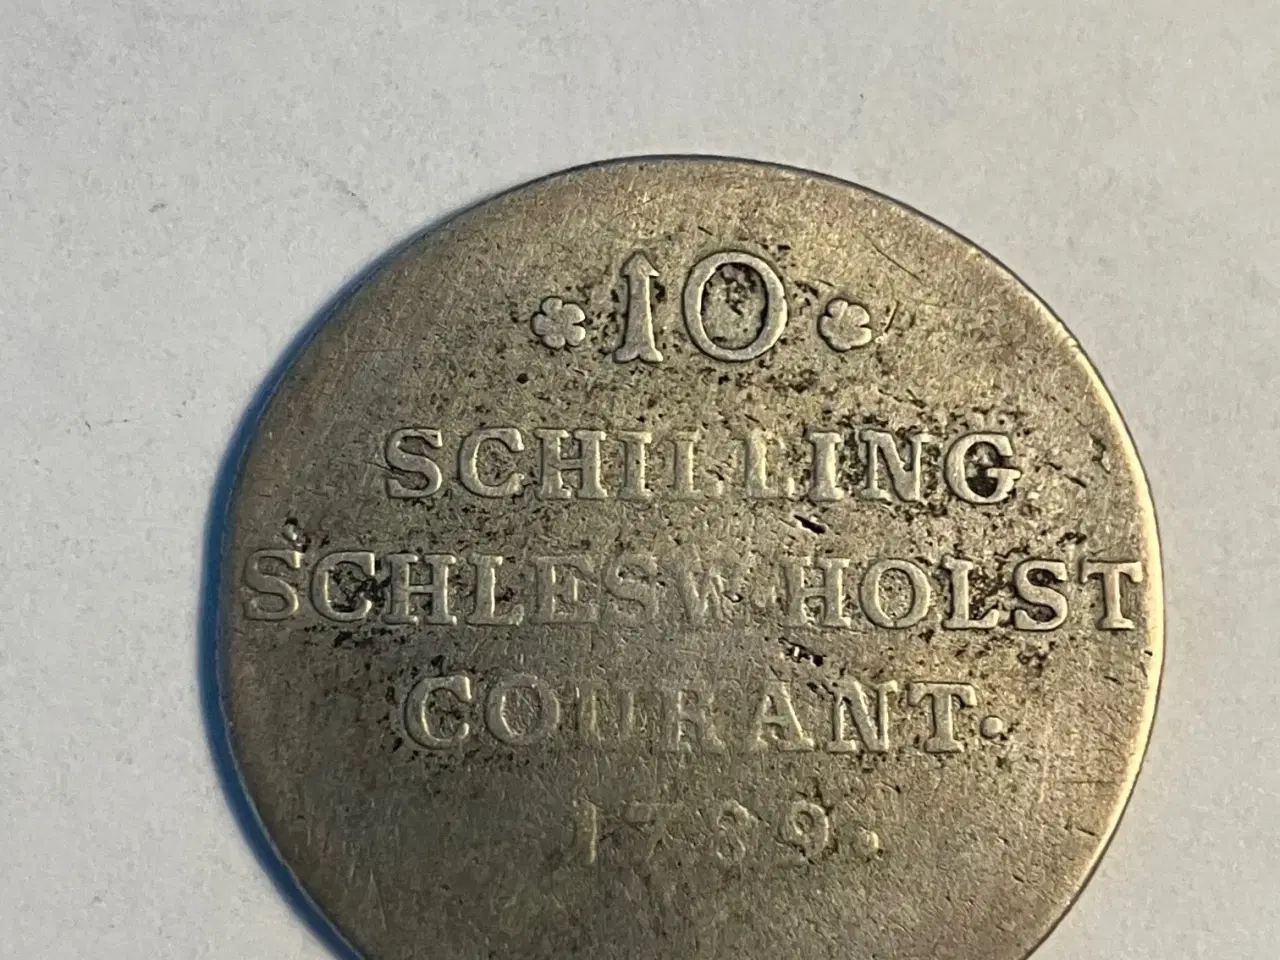 10
SCHILLING
SCHLESW. HOLST
COURANT.
1789.